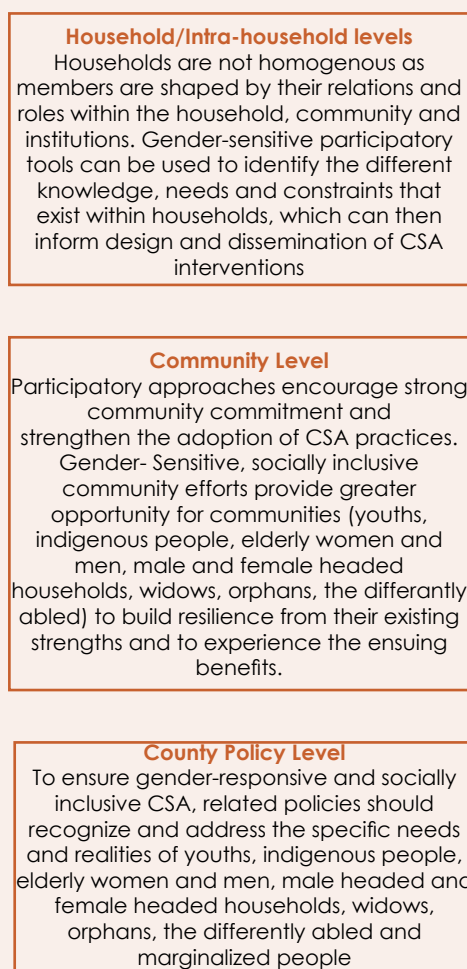 Household/Intra-household levels
Households are not homogenous as
members are shaped by their relations and
roles within the household, community and
institutions. Gender-sensitive participatory
tools can be used to identify the different
knowledge, needs and constraints that
exist within households, which can then
inform design and dissemination of CSA
interventions
Community Level
Participatory approaches encourage strong
community commitment and
strengthen the adoption of CSA practices.
Gender- Sensitive, socially inclusive
community efforts provide greater
opportunity for communities (youths,
indigenous people, elderly women and
men, male and female headed
households, widows, orphans, the differantly
abled) to build resilience from their existing
strengths and to experience the ensuing
benefits.
County Policy Level
To ensure gender-responsive and socially
inclusive CSA, related policies should
recognize and address the specific needs
and realities of youths, indigenous people,
elderly women and men, male headed and
female headed households, widows,
orphans, the differently abled and
marginalized people